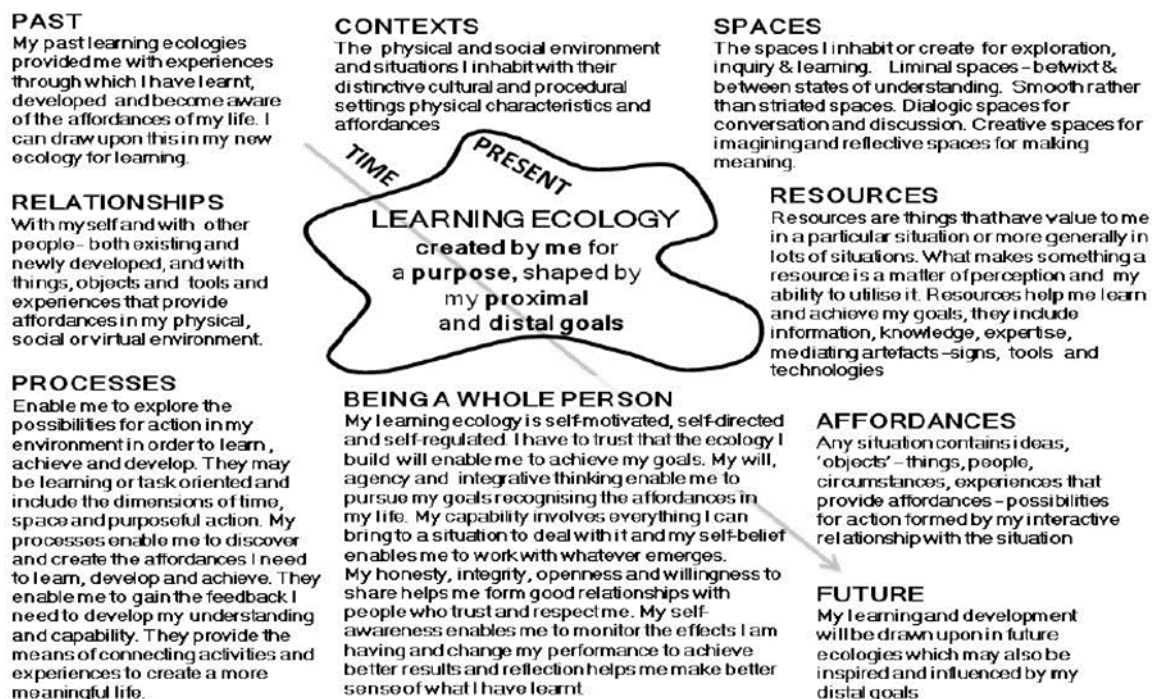 PAST
My past learning ecologies
provided me with experiences
through which I have learnt,
developed and become aware
of the affordances of my life. I
can draw upon this in my new
ecology for learning.
CONTEXTS
The physical and social environment
and situations I inhabit with their
distinctive cultural and procedural
settings physical characteristics and
affordances
SPACES
The spaces I inhabit or create for exploration,
inquiry & learning. Liminal spaces - betwixt &
between states of understanding. Smooth rather
than striated spaces. Dialogic spaces for
conversation and discussion. Creative spaces for
imagining and reflective spaces for making
meaning.
TIME
PRESENT
LEARNING ECOLOGY
created by me for
a purpose, shaped by
my proximal
and distal goals
RELATIONSHIPS
With myself and with other
people - both existing and
newly developed, and with
things, objects and tools and
experiences that provide
affordances in my physical,
social or virtual environment.
RESOURCES
Resources are things that have value to me
in a particular situation or more generally in
lots of situations. What makes something a
resource is a matter of perception and my
ability to utilise it. Resources help me learn
and achieve my goals, they include
information, knowledge, expertise,
mediating artefacts -signs, tools and
technologies
PROCESSES
Enable me to explore the
possibilities for action in my
environment in order to learn,
achieve and develop. They may
be learning or task oriented and
include the dimensions of time,
space and purposeful action. My
processes enable me to discover
and create the affordances I need
to learn, develop and achieve. They
enable me to gain the feedback I
need to develop my understanding
and capability. They provide the
means of connecting activities and
experiences to create a more
meaningful life.
BEING A WHOLE PERSON
My learning ecology is self-motivated, self-directed
and self-regulated. I have to trust that the ecology I
build will enable me to achieve my goals. My will,
agency and integrative thinking enable me to
pursue my goals recognising the affordances in
my life. My capability involves everything I can
bring to a situation to deal with it and my self-belief
enables me to work with whatever emerges.
My honesty, integrity, openness and willingness to
share helps me form good relationships with
people who trust and respect me. My self-
awareness enables me to monitor the effects I am
having and change my performance to achieve
better results and reflection helps me make better
sense of what I have learnt
AFFORDANCES
Any situation contains ideas,
'objects' - things, people,
circumstances, experiences that
provide affordances - possibilities
for action formed by my interactive
relationship with the situation
FUTURE
My learning and development
will be drawn upon in future
ecologies which may also be
inspired and influenced by my
distal goals